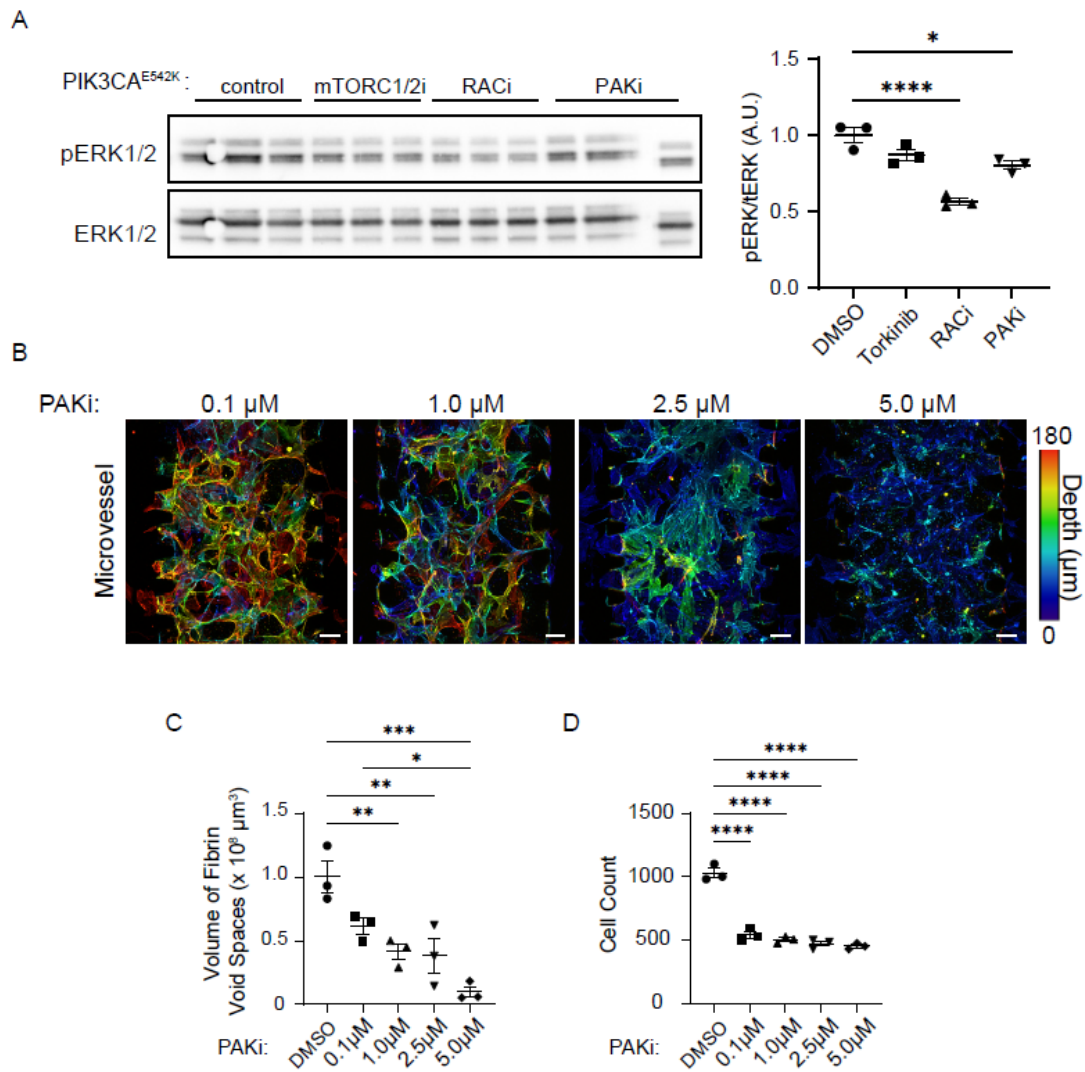 A
PIK3CA^E542K :
control mTORC1/2i RACi PAKi
pERK1/2
ERK1/2
pERK/tERK (A.U.)
1.5
1.0
0.5
0.0
*
****
DMSO Torkinib RACi PAKi
B
PAKi: 0.1 µM 1.0 µM 2.5 µM 5.0 µM
Microvessel
180
Depth (µm)
0
C
***
*
**
**
Volume of Fibrin
Void Spaces (x 10⁸ µm³)
1.5
1.0
0.5
0
PAKi: DMSO 0.1µM 1.0µM 2.5µM 5.0µM
D
****
****
****
****
Cell Count
1500
1000
500
0
PAKi: DMSO 0.1µM 1.0µM 2.5µM 5.0µM